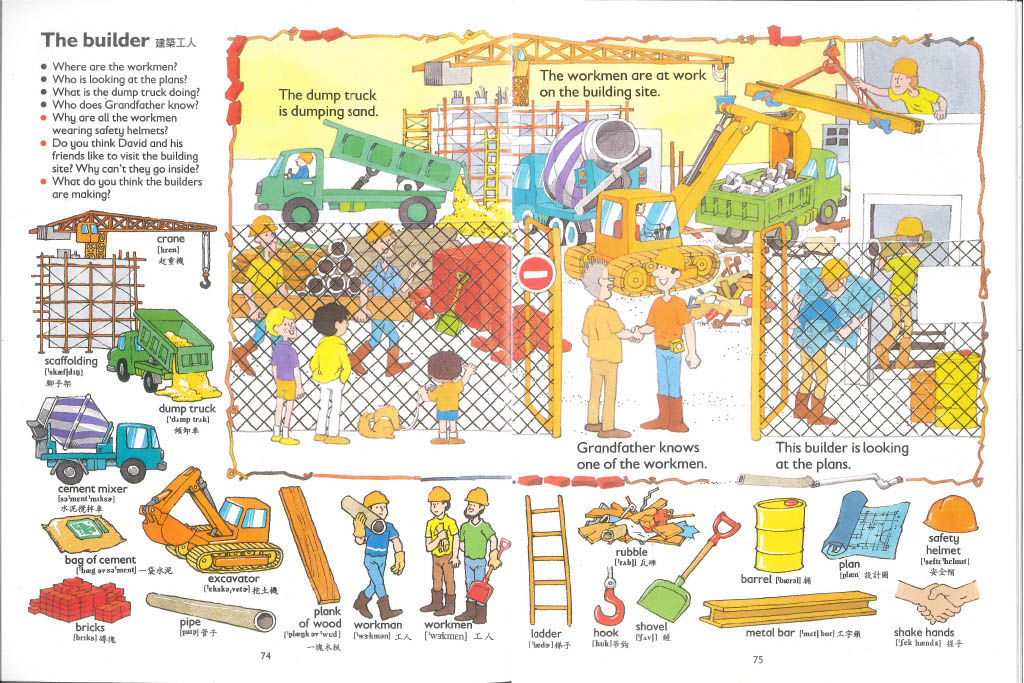 The builder 建築工人
• Where are the workmen?
• Who is looking at the plans?
• What is the dump truck doing?
• Who does Grandfather know?
• Why are all the workmen
wearing safety helmets?
• Do you think David and his
friends like to visit the building
site? Why can't they go inside?
• What do you think the builders
are making?
The dump truck
is dumping sand.
The workmen are at work
on the building site.
crane
[kren]
起重機
scaffolding
[ˈskæfldɪŋ]
腳手架
dump truck
[ˈdʌmp trʌk]
傾卸車
Grandfather knows
one of the workmen.
This builder is looking
at the plans.
cement mixer
[səˈmɛntˈmɪksɚ]
水泥攪拌車
bag of cement
[ˈbæg əv səˈmɛnt] 一袋水泥
excavator
[ˈɛkskəˌvetɚ] 挖土機
bricks
[brɪks] 磚塊
pipe
[paɪp] 管子
plank
of wood
[ˈplæŋk əv ˈwud]
一塊木板
workman
[ˈwɝkmən] 工人
workmen
[ˈwɝkmɛn] 工人
ladder
[ˈlædɚ] 梯子
rubble
[ˈrʌbl] 瓦礫
hook
[huk] 吊鈎
shovel
[ˈʃʌvl] 鏟
barrel [ˈbærəl] 桶
plan
[plæn] 設計圖
safety
helmet
[ˈseftɪ ˈhɛlmɪt]
安全帽
metal bar [ˈmɛtl bar] 工字鐵
shake hands
[ˈʃek hændz] 握手
74
75